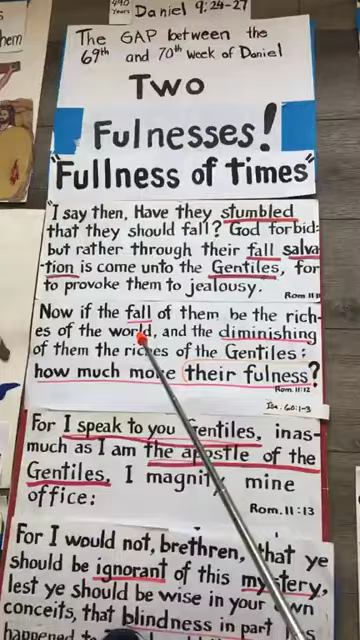 490 Years Daniel 9:24-27
The GAP between the
69th and 70th Week of Daniel
Two
Fulnesses!
"Fullness of times"
"I say then, Have they stumbled
that they should fall? God forbid:
but rather through their fall salva-
tion is come unto the Gentiles, for
to provoke them to jealousy.
Rom. 11:11
Now if the fall of them be the rich-
es of the world, and the diminishing
of them the riches of the Gentiles:
how much more their fulness?
Rom. 11:12
Isa. 60:1-3
For I speak to you Gentiles, inas-
much as I am the apostle of the
Gentiles, I magnify mine
office:
Rom. 11:13
For I would not, brethren, that ye
should be ignorant of this mystery,
lest ye should be wise in your own
conceits, that blindness in part
happened to